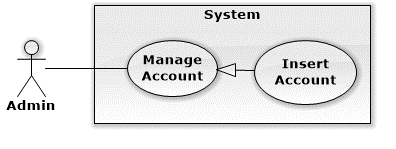 System
Manage
Account
Insert
Account
Admin